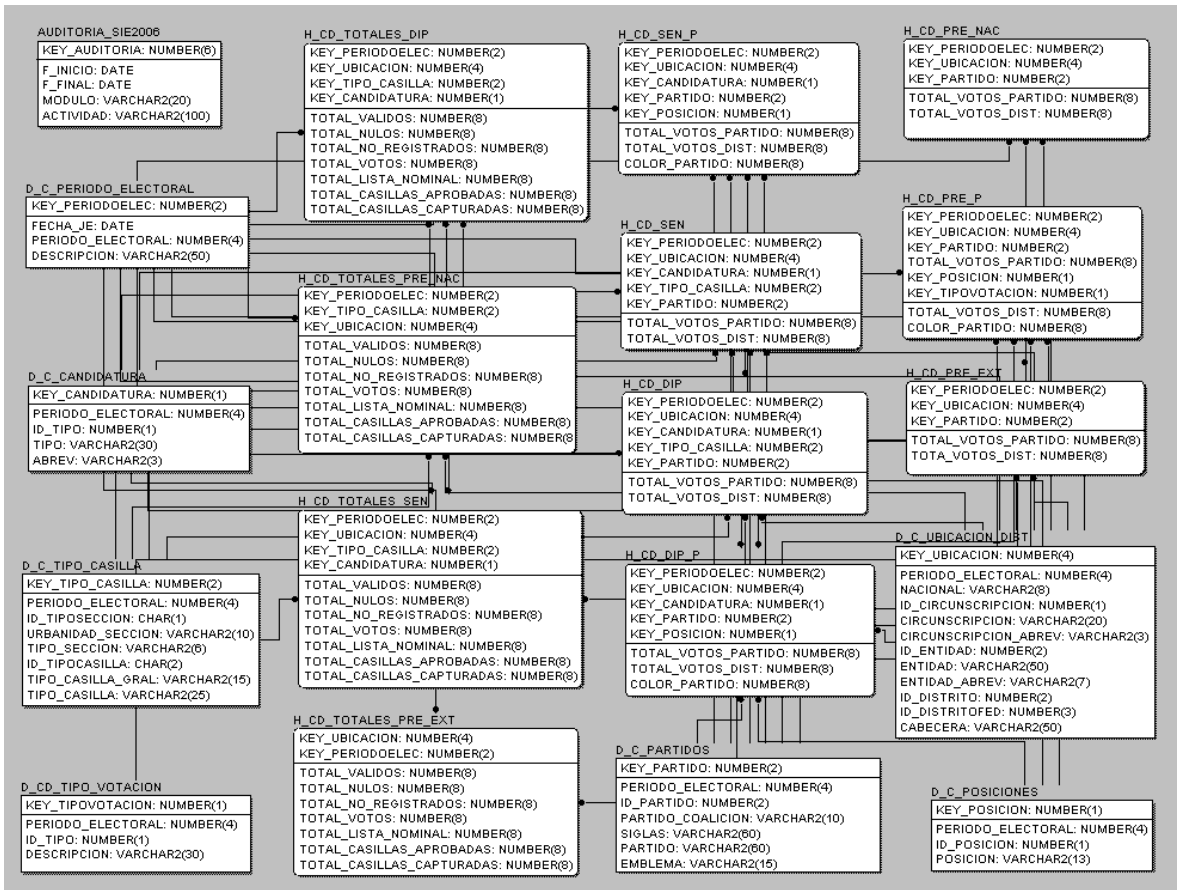 AUDITORIA_SIE2006
KEY_AUDITORIA: NUMBER(6)
F_INICIO: DATE
F_FINAL: DATE
MODULO: VARCHAR2(20)
ACTIVIDAD: VARCHAR2(100)
D_C_PERIODO_ELECTORAL
KEY_PERIODOELEC: NUMBER(2)
FECHA_JE: DATE
PERIODO_ELECTORAL: NUMBER(4)
DESCRIPCION: VARCHAR2(50)
D_C_CANDIDATURA
KEY_CANDIDATURA: NUMBER(1)
PERIODO_ELECTORAL: NUMBER(4)
ID_TIPO: NUMBER(1)
TIPO: VARCHAR2(30)
ABREV: VARCHAR2(3)
D_C_TIPO_CASILLA
KEY_TIPO_CASILLA: NUMBER(2)
PERIODO_ELECTORAL: NUMBER(4)
ID_TIPOSECCION: CHAR(1)
URBANIDAD_SECCION: VARCHAR2(10)
TIPO_SECCION: VARCHAR2(6)
ID_TIPOCASILLA: CHAR(2)
TIPO_CASILLA_GRAL: VARCHAR2(15)
TIPO_CASILLA: VARCHAR2(25)
D_CD_TIPO_VOTACION
KEY_TIPOVOTACION: NUMBER(1)
PERIODO_ELECTORAL: NUMBER(4)
ID_TIPO: NUMBER(1)
DESCRIPCION: VARCHAR2(30)
H_CD_TOTALES_DIP
KEY_PERIODOELEC: NUMBER(2)
KEY_UBICACION: NUMBER(4)
KEY_TIPO_CASILLA: NUMBER(2)
KEY_CANDIDATURA: NUMBER(1)
TOTAL_VALIDOS: NUMBER(8)
TOTAL_NULOS: NUMBER(8)
TOTAL_NO_REGISTRADOS: NUMBER(8)
TOTAL_VOTOS: NUMBER(8)
TOTAL_LISTA_NOMINAL: NUMBER(8)
TOTAL_CASILLAS_APROBADAS: NUMBER(8)
TOTAL_CASILLAS_CAPTURADAS: NUMBER(8)
H_CD_TOTALES_PRE_NAC
KEY_PERIODOELEC: NUMBER(2)
KEY_TIPO_CASILLA: NUMBER(2)
KEY_UBICACION: NUMBER(4)
TOTAL_VALIDOS: NUMBER(8)
TOTAL_NULOS: NUMBER(8)
TOTAL_NO_REGISTRADOS: NUMBER(8)
TOTAL_VOTOS: NUMBER(8)
TOTAL_LISTA_NOMINAL: NUMBER(8)
TOTAL_CASILLAS_APROBADAS: NUMBER(8)
TOTAL_CASILLAS_CAPTURADAS: NUMBER(8
H_CD_TOTALES_SEN
KEY_PERIODOELEC: NUMBER(2)
KEY_UBICACION: NUMBER(4)
KEY_TIPO_CASILLA: NUMBER(2)
KEY_CANDIDATURA: NUMBER(1)
TOTAL_VALIDOS: NUMBER(8)
TOTAL_NULOS: NUMBER(8)
TOTAL_NO_REGISTRADOS: NUMBER(8)
TOTAL_VOTOS: NUMBER(8)
TOTAL_LISTA_NOMINAL: NUMBER(8)
TOTAL_CASILLAS_APROBADAS: NUMBER(8)
TOTAL_CASILLAS_CAPTURADAS: NUMBER(8)
H_CD_TOTALES_PRE_EXT
KEY_UBICACION: NUMBER(4)
KEY_PERIODOELEC: NUMBER(2)
TOTAL_VALIDOS: NUMBER(8)
TOTAL_NULOS: NUMBER(8)
TOTAL_NO_REGISTRADOS: NUMBER(8)
TOTAL_VOTOS: NUMBER(8)
TOTAL_LISTA_NOMINAL: NUMBER(8)
TOTAL_CASILLAS_APROBADAS: NUMBER(8)
TOTAL_CASILLAS_CAPTURADAS: NUMBER(8)
H_CD_SEN_P
KEY_PERIODOELEC: NUMBER(2)
KEY_UBICACION: NUMBER(4)
KEY_CANDIDATURA: NUMBER(1)
KEY_PARTIDO: NUMBER(2)
KEY_POSICION: NUMBER(1)
TOTAL_VOTOS_PARTIDO: NUMBER(8)
TOTAL_VOTOS_DIST: NUMBER(8)
COLOR_PARTIDO: NUMBER(8)
H_CD_SEN
KEY_PERIODOELEC: NUMBER(2)
KEY_UBICACION: NUMBER(4)
KEY_CANDIDATURA: NUMBER(1)
KEY_TIPO_CASILLA: NUMBER(2)
KEY_PARTIDO: NUMBER(2)
TOTAL_VOTOS_PARTIDO: NUMBER(8)
TOTAL_VOTOS_DIST: NUMBER(8)
H_CD_DIP
KEY_PERIODOELEC: NUMBER(2)
KEY_UBICACION: NUMBER(4)
KEY_CANDIDATURA: NUMBER(1)
KEY_TIPO_CASILLA: NUMBER(2)
KEY_PARTIDO: NUMBER(2)
TOTAL_VOTOS_PARTIDO: NUMBER(8)
TOTAL_VOTOS_DIST: NUMBER(8)
H_CD_DIP_P
KEY_PERIODOELEC: NUMBER(2)
KEY_UBICACION: NUMBER(4)
KEY_CANDIDATURA: NUMBER(1)
KEY_PARTIDO: NUMBER(2)
KEY_POSICION: NUMBER(1)
TOTAL_VOTOS_PARTIDO: NUMBER(8)
TOTAL_VOTOS_DIST: NUMBER(8)
COLOR_PARTIDO: NUMBER(8)
D_C_PARTIDOS
KEY_PARTIDO: NUMBER(2)
PERIODO_ELECTORAL: NUMBER(4)
ID_PARTIDO: NUMBER(2)
PARTIDO_COALICION: VARCHAR2(10)
SIGLAS: VARCHAR2(60)
PARTIDO: VARCHAR2(60)
EMBLEMA: VARCHAR2(15)
H_CD_PRE_NAC
KEY_PERIODOELEC: NUMBER(2)
KEY_UBICACION: NUMBER(4)
KEY_PARTIDO: NUMBER(2)
TOTAL_VOTOS_PARTIDO: NUMBER(8)
TOTAL_VOTOS_DIST: NUMBER(8)
H_CD_PRE_P
KEY_PERIODOELEC: NUMBER(2)
KEY_UBICACION: NUMBER(4)
KEY_PARTIDO: NUMBER(2)
TOTAL_VOTOS_PARTIDO: NUMBER(8)
KEY_POSICION: NUMBER(1)
KEY_TIPOVOTACION: NUMBER(1)
TOTAL_VOTOS_DIST: NUMBER(8)
COLOR_PARTIDO: NUMBER(8)
H_CD_PRE_EXT
KEY_PERIODOELEC: NUMBER(2)
KEY_UBICACION: NUMBER(4)
KEY_PARTIDO: NUMBER(2)
TOTAL_VOTOS_PARTIDO: NUMBER(8)
TOTA_VOTOS_DIST: NUMBER(8)
D_C_UBICACION_DIST
KEY_UBICACION: NUMBER(4)
PERIODO_ELECTORAL: NUMBER(4)
NACIONAL: VARCHAR2(8)
ID_CIRCUNSCRIPCION: NUMBER(1)
CIRCUNSCRIPCION: VARCHAR2(20)
CIRCUNSCRIPCION_ABREV: VARCHAR2(3)
ID_ENTIDAD: NUMBER(2)
ENTIDAD: VARCHAR2(50)
ENTIDAD_ABREV: VARCHAR2(7)
ID_DISTRITO: NUMBER(2)
ID_DISTRITOFED: NUMBER(3)
CABECERA: VARCHAR2(50)
D_C_POSICIONES
KEY_POSICION: NUMBER(1)
PERIODO_ELECTORAL: NUMBER(4)
ID_POSICION: NUMBER(1)
POSICION: VARCHAR2(13)